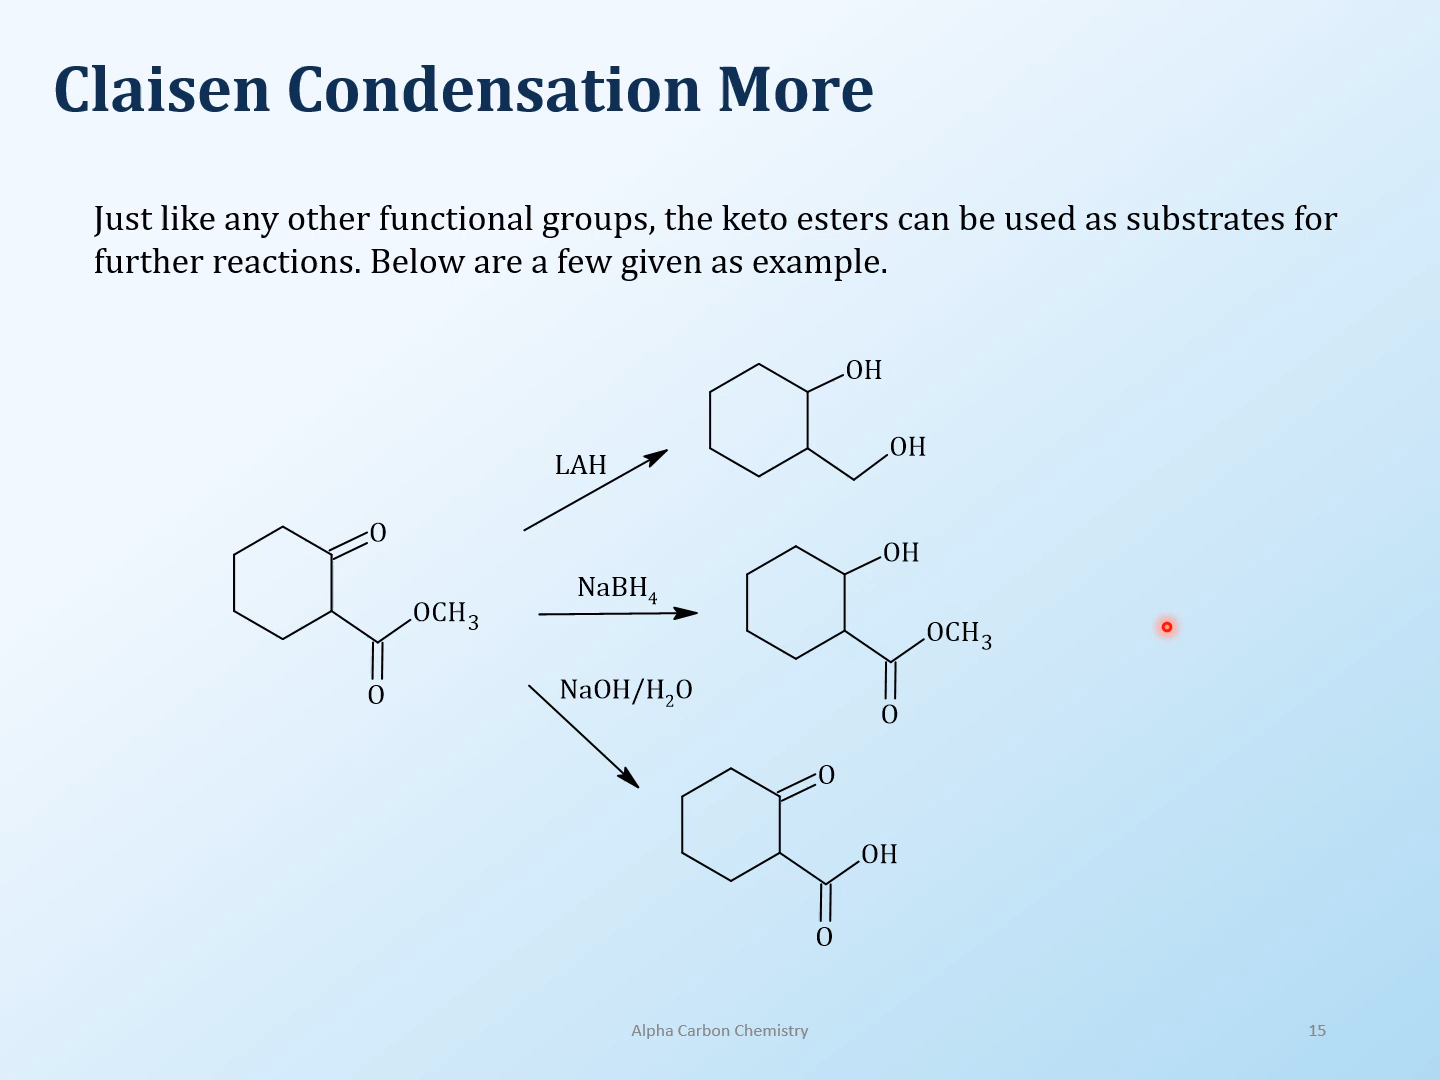 Claisen Condensation More
Just like any other functional groups, the keto esters can be used as substrates for
further reactions. Below are a few given as example.
OH
OH
LAH
O
OCH3
O
NaBH4
OH
OCH3
O
NaOH/H2O
O
OH
O
Alpha Carbon Chemistry
15